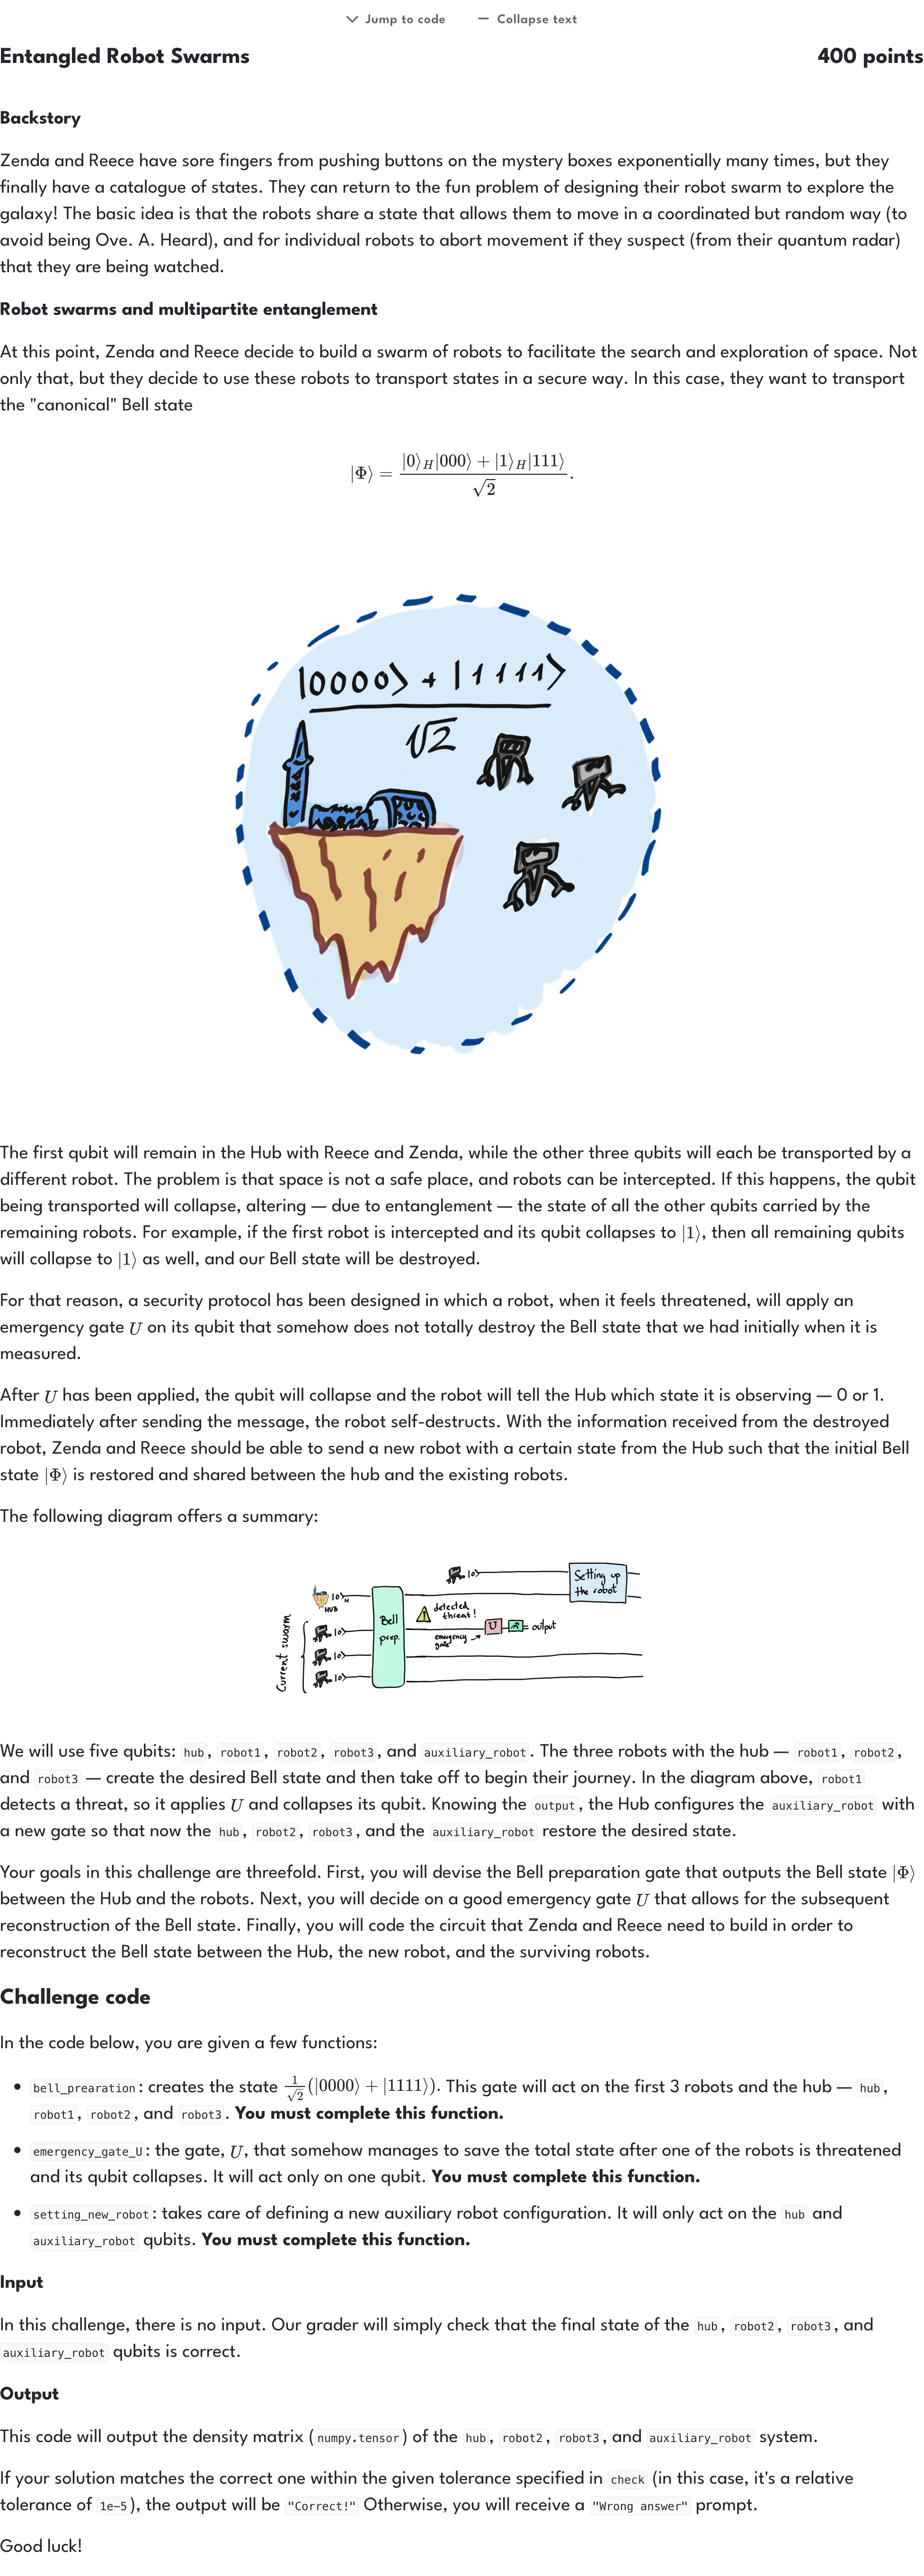 Jump to code
Collapse text
Entangled Robot Swarms
400 points
Backstory
Zenda and Reece have sore fingers from pushing buttons on the mystery boxes exponentially many times, but they
finally have a catalogue of states. They can return to the fun problem of designing their robot swarm to explore the
galaxy! The basic idea is that the robots share a state that allows them to move in a coordinated but random way (to
avoid being Ove. A. Heard), and for individual robots to abort movement if they suspect (from their quantum radar)
that they are being watched.
Robot swarms and multipartite entanglement
At this point, Zenda and Reece decide to build a swarm of robots to facilitate the search and exploration of space. Not
only that, but they decide to use these robots to transport states in a secure way. In this case, they want to transport
the "canonical" Bell state
|Φ⟩ = (|0⟩_H|000⟩ + |1⟩_H|111⟩)/√2.
|0000⟩ + |1111⟩
√2
The first qubit will remain in the Hub with Reece and Zenda, while the other three qubits will each be transported by a
different robot. The problem is that space is not a safe place, and robots can be intercepted. If this happens, the qubit
being transported will collapse, altering — due to entanglement — the state of all the other qubits carried by the
remaining robots. For example, if the first robot is intercepted and its qubit collapses to |1⟩, then all remaining qubits
will collapse to |1⟩ as well, and our Bell state will be destroyed.
For that reason, a security protocol has been designed in which a robot, when it feels threatened, will apply an
emergency gate U on its qubit that somehow does not totally destroy the Bell state that we had initially when it is
measured.
After U has been applied, the qubit will collapse and the robot will tell the Hub which state it is observing — 0 or 1.
Immediately after sending the message, the robot self-destructs. With the information received from the destroyed
robot, Zenda and Reece should be able to send a new robot with a certain state from the Hub such that the initial Bell
state |Φ⟩ is restored and shared between the hub and the existing robots.
The following diagram offers a summary:
|0⟩
Setting up
the robot
HUB
|0⟩_H
Bell
prep.
detected
threat!
emergency
gate
U
output
Current swarm
|0⟩
|0⟩
|0⟩
We will use five qubits: hub, robot1, robot2, robot3, and auxiliary_robot. The three robots with the hub — robot1, robot2,
and robot3 — create the desired Bell state and then take off to begin their journey. In the diagram above, robot1
detects a threat, so it applies U and collapses its qubit. Knowing the output, the Hub configures the auxiliary_robot with
a new gate so that now the hub, robot2, robot3, and the auxiliary_robot restore the desired state.
Your goals in this challenge are threefold. First, you will devise the Bell preparation gate that outputs the Bell state |Φ⟩
between the Hub and the robots. Next, you will decide on a good emergency gate U that allows for the subsequent
reconstruction of the Bell state. Finally, you will code the circuit that Zenda and Reece need to build in order to
reconstruct the Bell state between the Hub, the new robot, and the surviving robots.
Challenge code
In the code below, you are given a few functions:
• bell_prearation: creates the state 1/√2(|0000⟩ + |1111⟩). This gate will act on the first 3 robots and the hub — hub,
robot1, robot2, and robot3. You must complete this function.
• emergency_gate_U: the gate, U, that somehow manages to save the total state after one of the robots is threatened
and its qubit collapses. It will act only on one qubit. You must complete this function.
• setting_new_robot: takes care of defining a new auxiliary robot configuration. It will only act on the hub and
auxiliary_robot qubits. You must complete this function.
Input
In this challenge, there is no input. Our grader will simply check that the final state of the hub, robot2, robot3, and
auxiliary_robot qubits is correct.
Output
This code will output the density matrix (numpy.tensor) of the hub, robot2, robot3, and auxiliary_robot system.
If your solution matches the correct one within the given tolerance specified in check (in this case, it's a relative
tolerance of 1e-5), the output will be "Correct!" Otherwise, you will receive a "Wrong answer" prompt.
Good luck!